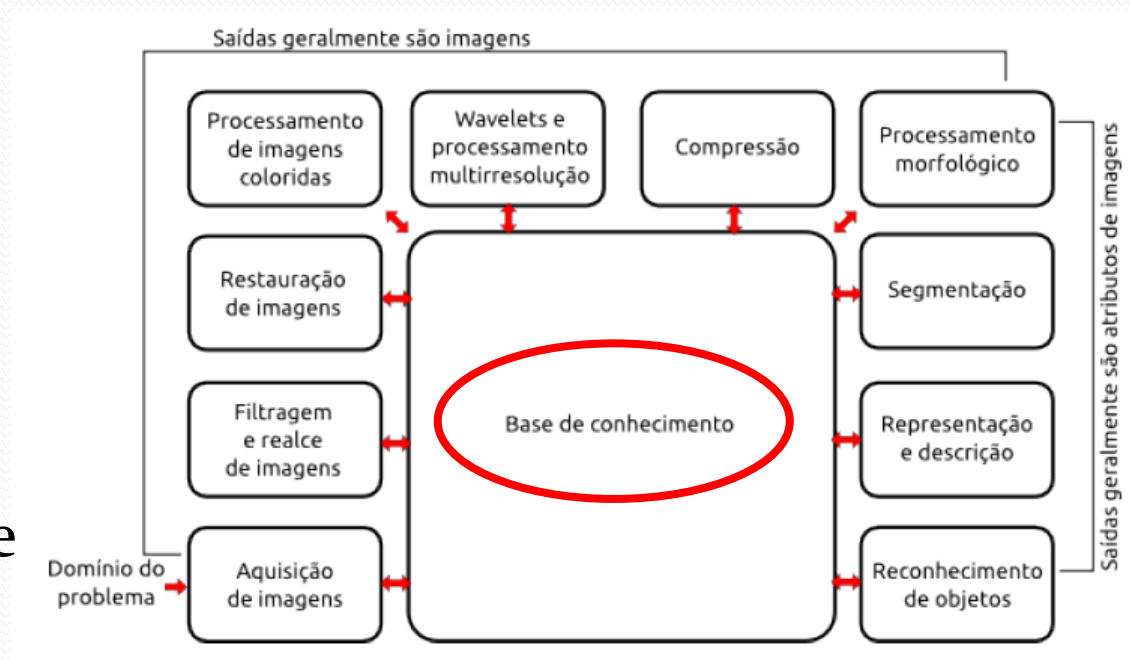 Saídas geralmente são imagens
Processamento
de imagens
coloridas
Wavelets e
processamento
multirresolução
Compressão
Processamento
morfológico
Restauração
de imagens
Segmentação
Filtragem
e realce
de imagens
Base de conhecimento
Representação
e descrição
e
Domínio do
problema
Aquisição
de imagens
Reconhecimento
de objetos
Saídas geralmente são atributos de imagens